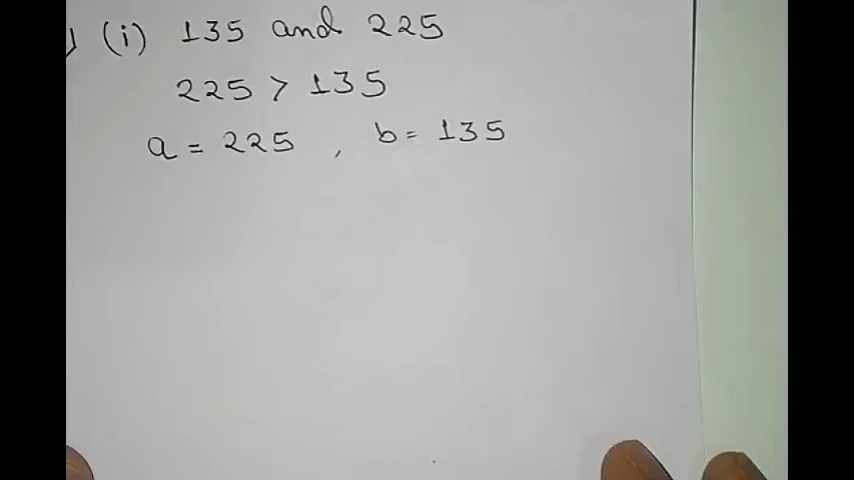 (i) 135 and 225
225 > 135
a = 225 , b = 135